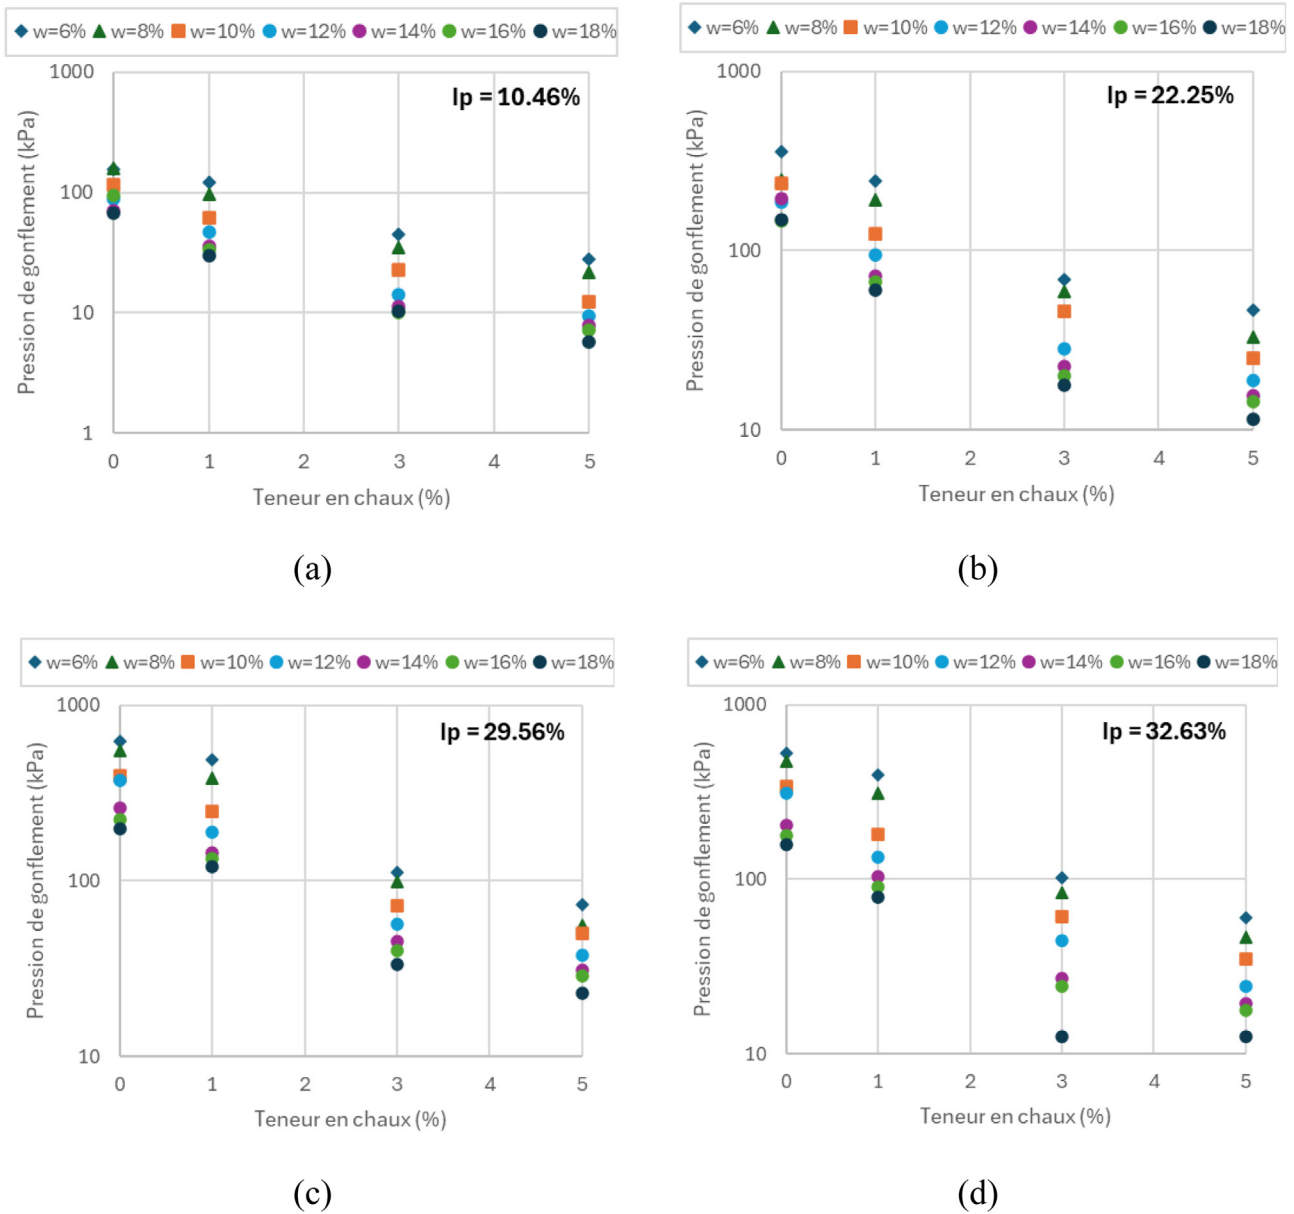 w=6% w=8% w=10% w=12% w=14% w=16% w=18%
Ip = 10.46%
Pression de gonflement (kPa)
1000
100
10
1
0 1 2 3 4 5
Teneur en chaux (%)
(a)
w=6% w=8% w=10% w=12% w=14% w=16% w=18%
Ip = 22.25%
Pression de gonflement (kPa)
1000
100
10
0 1 2 3 4 5
Teneur en chaux (%)
(b)
w=6% w=8% w=10% w=12% w=14% w=16% w=18%
Ip = 29.56%
Pression de gonflement (kPa)
1000
100
10
0 1 2 3 4 5
Teneur en chaux (%)
(c)
w=6% w=8% w=10% w=12% w=14% w=16% w=18%
Ip = 32.63%
Pression de gonflement (kPa)
1000
100
10
0 1 2 3 4 5
Teneur en chaux (%)
(d)